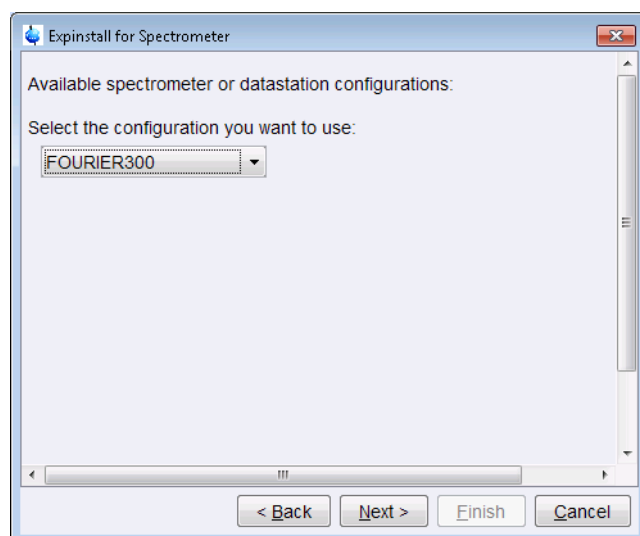 Expinstall for Spectrometer
Available spectrometer or datastation configurations:
Select the configuration you want to use:
FOURIER300
< Back Next > Finish Cancel